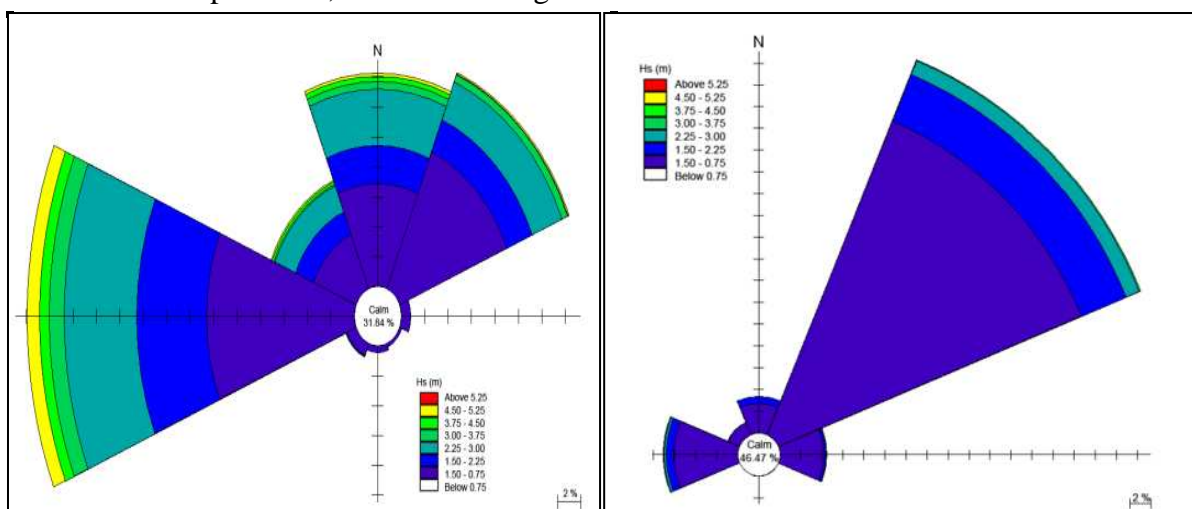 N
Calm
31.84 %
Hs (m)
Above 5.25
4.50 - 5.25
3.75 - 4.50
3.00 - 3.75
2.25 - 3.00
1.50 - 2.25
1.50 - 0.75
Below 0.75
2 %
N
Hs (m)
Above 5.25
4.50 - 5.25
3.75 - 4.50
3.00 - 3.75
2.25 - 3.00
1.50 - 2.25
1.50 - 0.75
Below 0.75
Calm
46.47 %
2 %